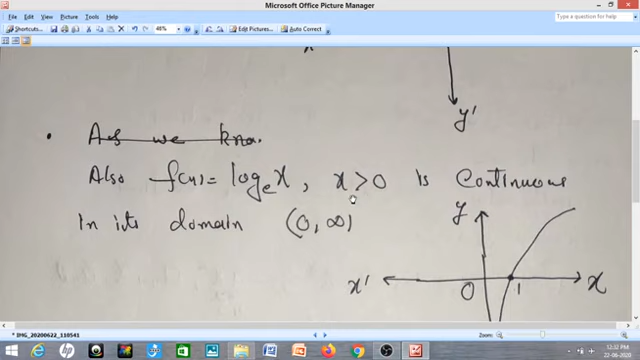 Microsoft Office Picture Manager
File Edit View Picture Tools Help
Type a question for help
Shortcuts... 48% Edit Pictures... Auto Correct
y'
As we kno.
Also f(x) = logₑx, x > 0 is continuous
in its domain (0, ∞)
y
x' 0 1 x
* IMG_20200622_110541
Zoom:
12:32
22-06-2020